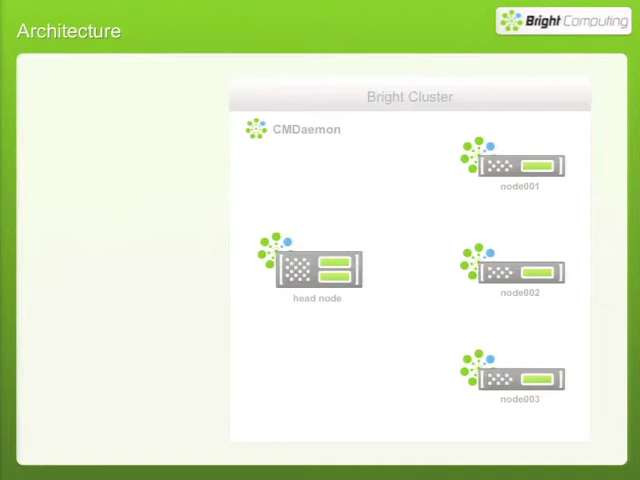 Architecture
Bright Computing
Bright Cluster
CMDaemon
node001
head node
node002
node003